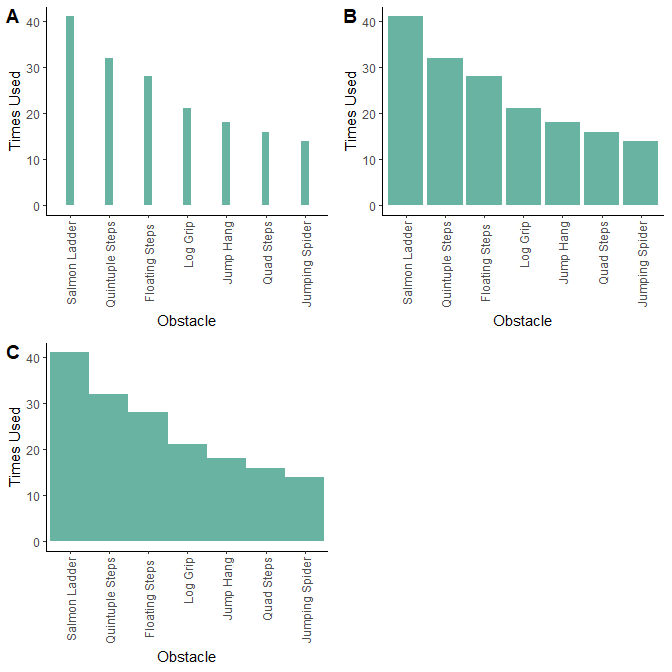 A
Times Used
40
30
20
10
0
Salmon Ladder
Quintuple Steps
Floating Steps
Log Grip
Jump Hang
Quad Steps
Jumping Spider
Obstacle
B
Times Used
40
30
20
10
0
Salmon Ladder
Quintuple Steps
Floating Steps
Log Grip
Jump Hang
Quad Steps
Jumping Spider
Obstacle
C
Times Used
40
30
20
10
0
Salmon Ladder
Quintuple Steps
Floating Steps
Log Grip
Jump Hang
Quad Steps
Jumping Spider
Obstacle